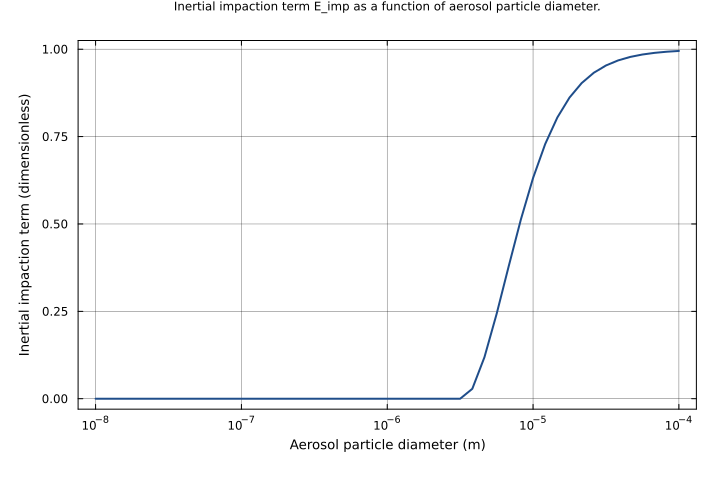 Inertial impaction term E_imp as a function of aerosol particle diameter.
Inertial impaction term (dimensionless)
1.00
0.75
0.50
0.25
0.00
10⁻⁸ 10⁻⁷ 10⁻⁶ 10⁻⁵ 10⁻⁴
Aerosol particle diameter (m)